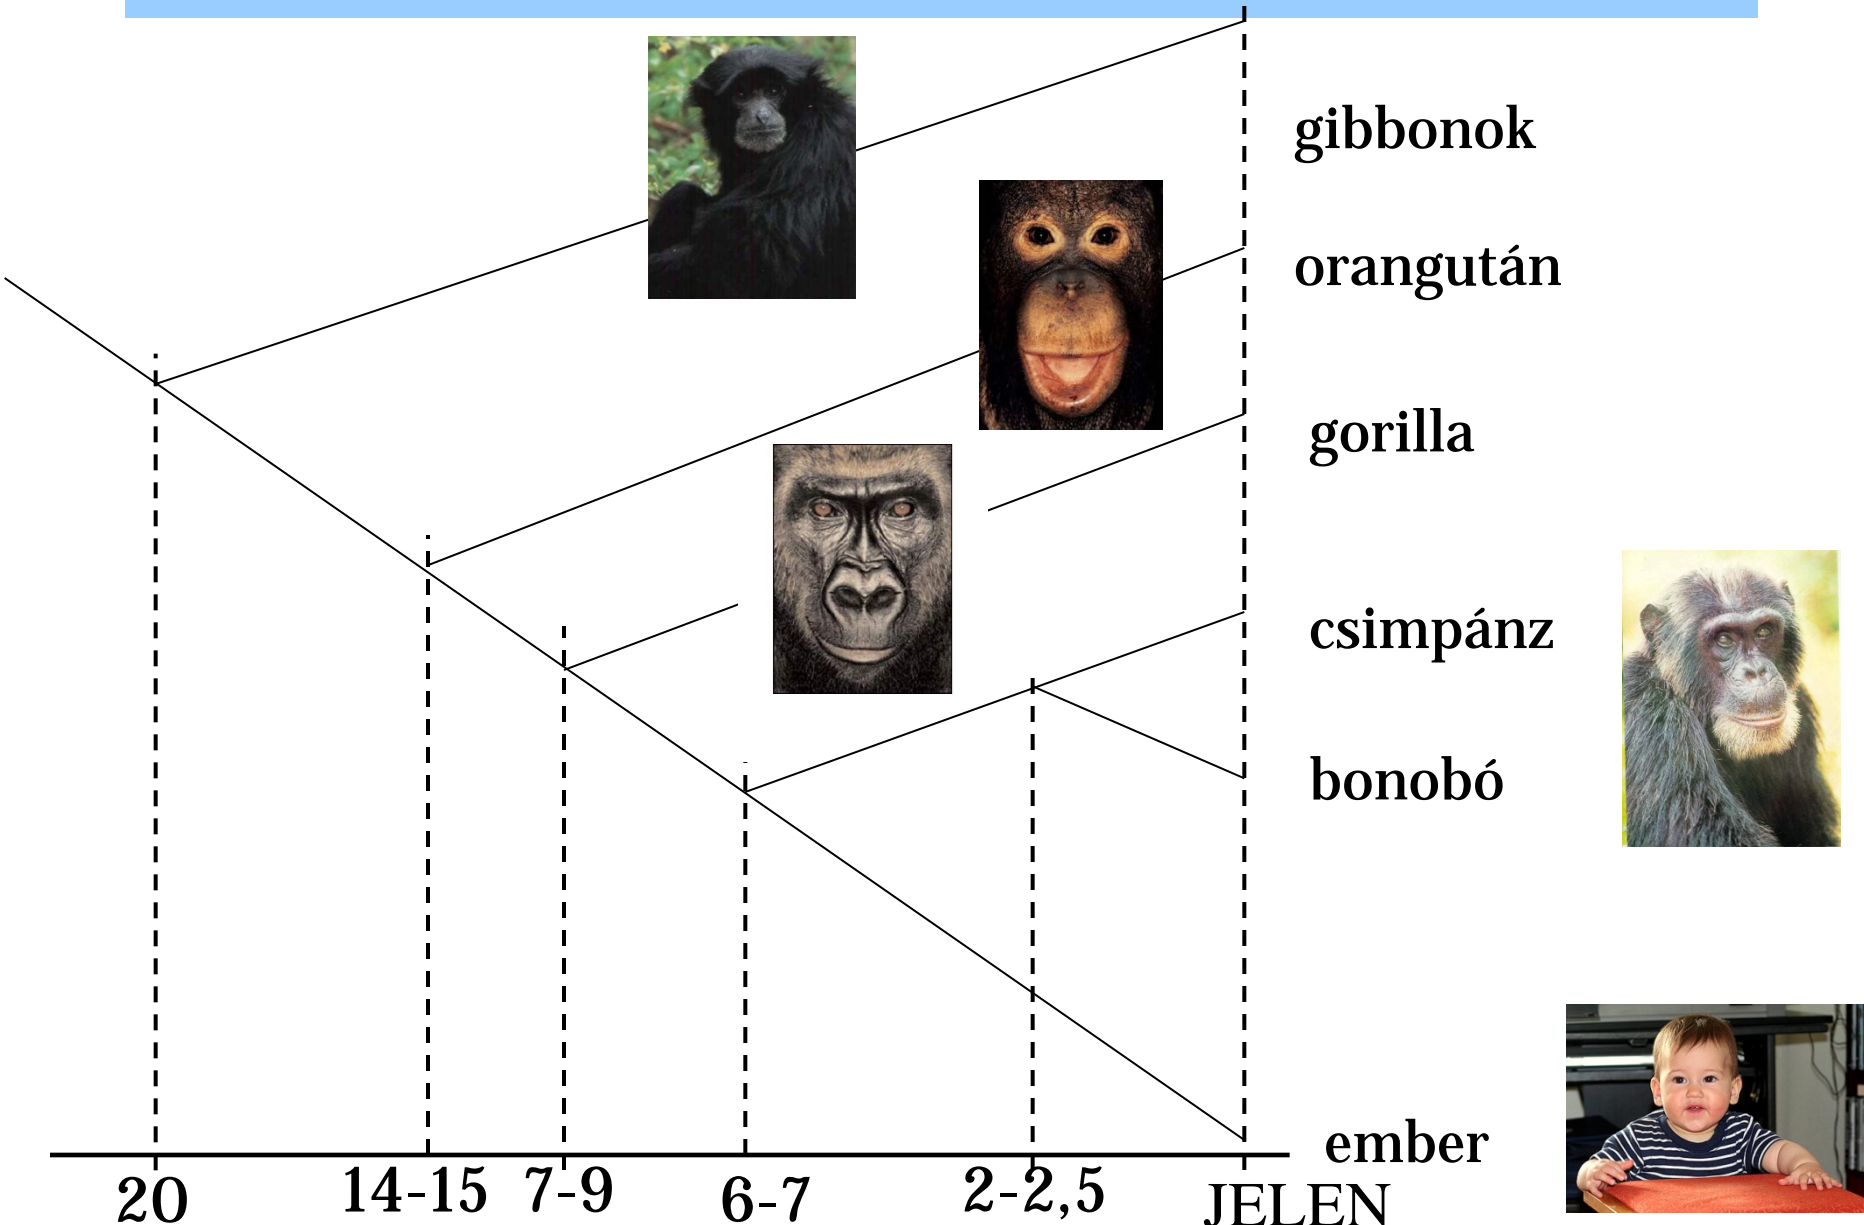 gibbonok
orangután
gorilla
csimpánz
bonobó
ember
20
14-15
7-9
6-7
2-2,5
JELEN